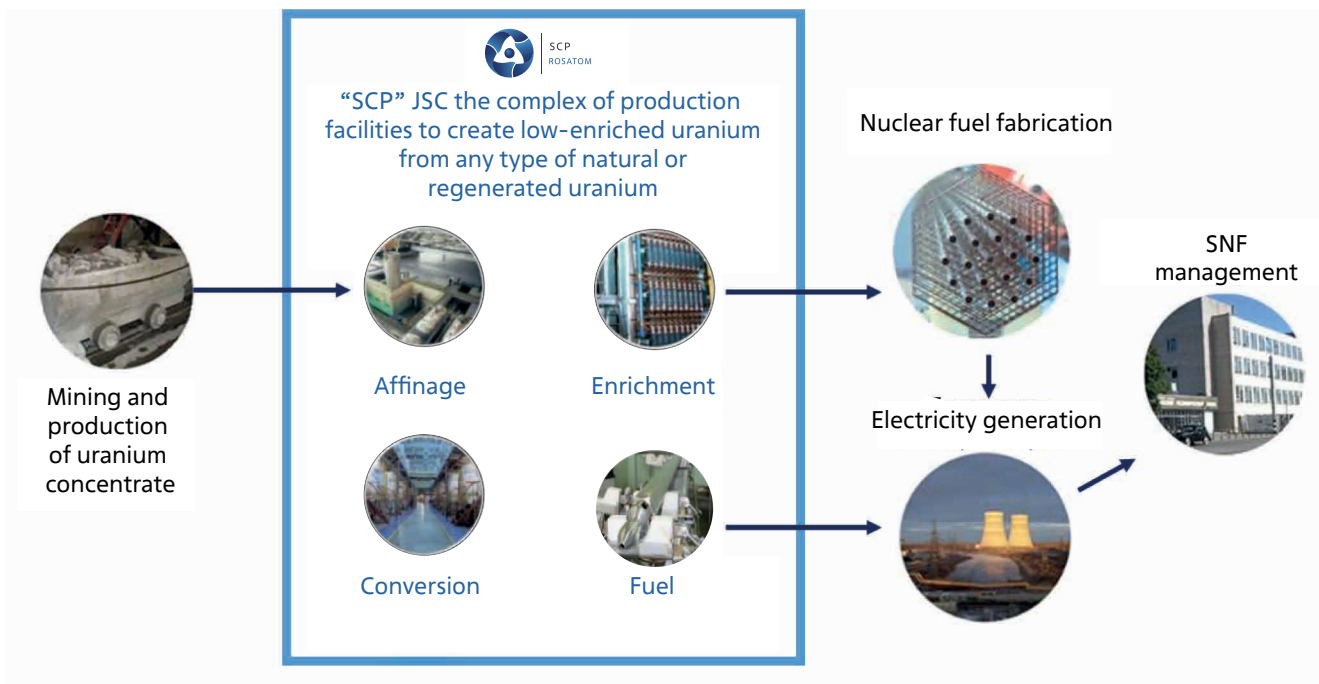 SCP
ROSATOM
“SCP” JSC the complex of production
facilities to create low-enriched uranium
from any type of natural or
regenerated uranium
Mining and
production
of uranium
concentrate
Affinage
Enrichment
Conversion
Fuel
Nuclear fuel fabrication
Electricity generation
SNF
management